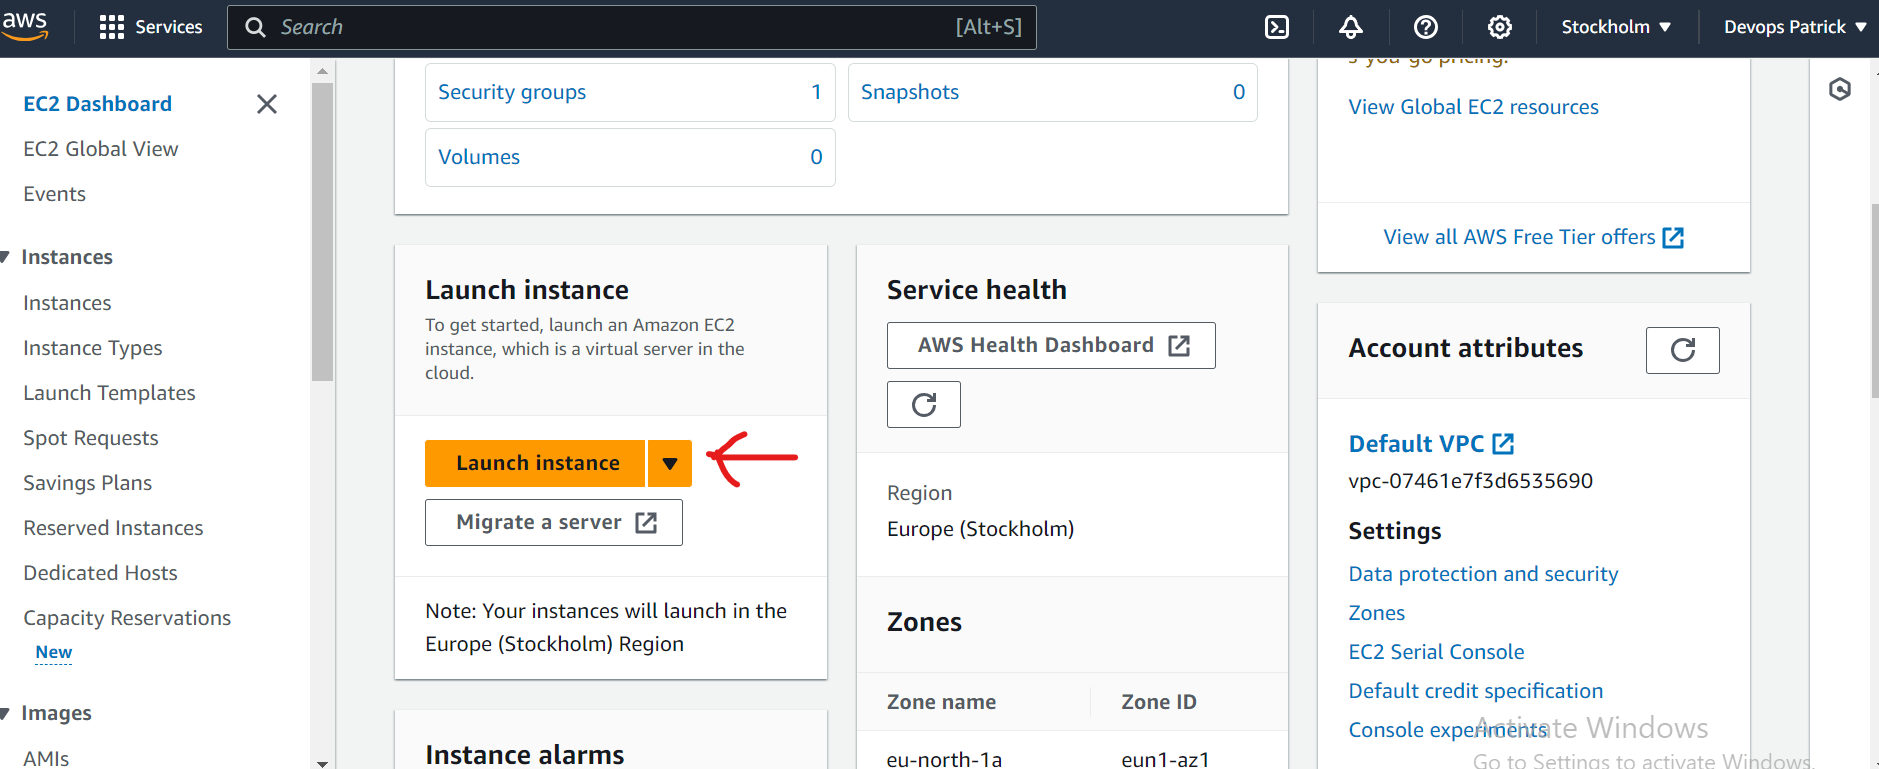 aws
Services
Search
[Alt+S]
Stockholm
Devops Patrick
EC2 Dashboard
EC2 Global View
Events
Instances
Instances
Instance Types
Launch Templates
Spot Requests
Savings Plans
Reserved Instances
Dedicated Hosts
Capacity Reservations
New
Images
AMIs
Security groups 1
Snapshots 0
Volumes 0
Launch instance
To get started, launch an Amazon EC2
instance, which is a virtual server in the
cloud.
Launch instance
Migrate a server
Note: Your instances will launch in the
Europe (Stockholm) Region
Instance alarms
Service health
AWS Health Dashboard
Region
Europe (Stockholm)
Zones
Zone name Zone ID
eu-north-1a eun1-az1
s-you-go pricing.
View Global EC2 resources
View all AWS Free Tier offers
Account attributes
Default VPC
vpc-07461e7f3d6535690
Settings
Data protection and security
Zones
EC2 Serial Console
Default credit specification
Console experiments
Activate Windows
Go to Settings to activate Windows.